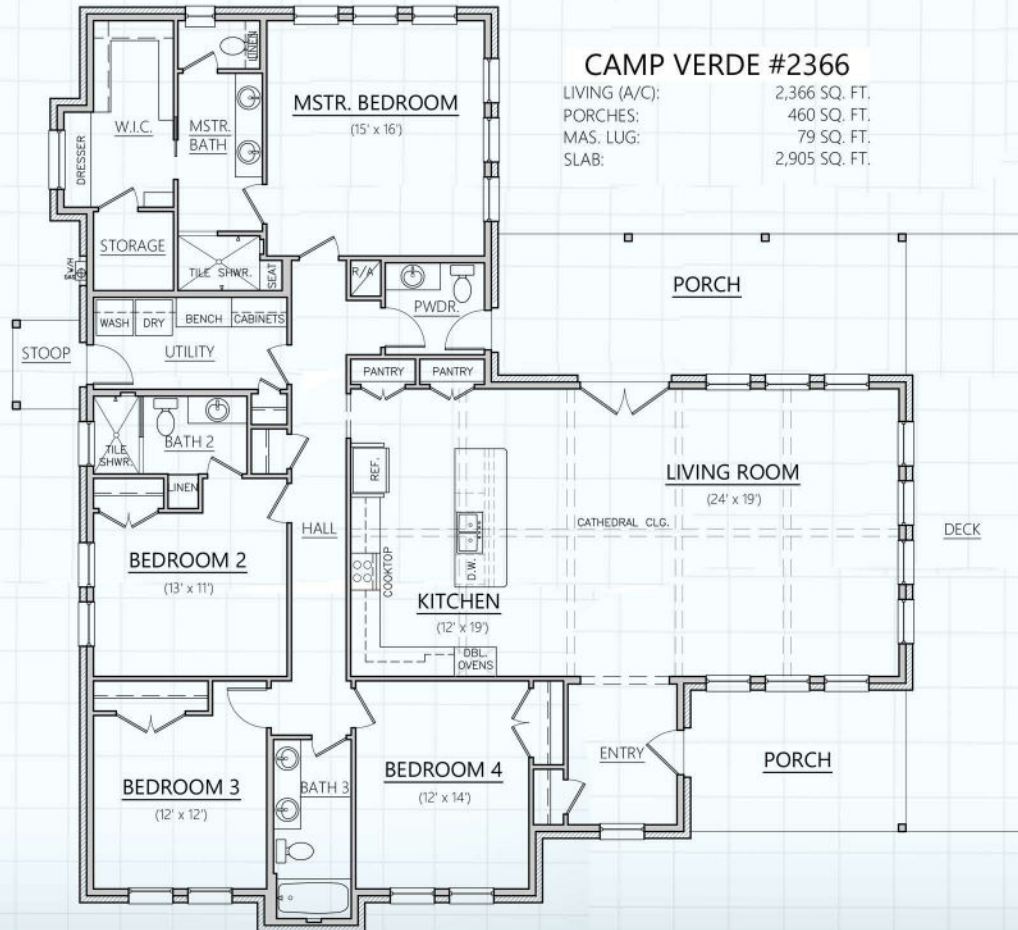 CAMP VERDE #2366
LIVING (A/C): 2,366 SQ. FT.
PORCHES: 460 SQ. FT.
MAS. LUG: 79 SQ. FT.
SLAB: 2,905 SQ. FT.
LINEN
MSTR. BEDROOM
(15' x 16')
W.I.C.
MSTR.
BATH
DRESSER
STORAGE
TILE SHWR.
SEAT
R/A
PWDR.
PORCH
WASH
DRY
BENCH
CABINETS
STOOP
UTILITY
PANTRY
PANTRY
TILE
SHWR.
BATH 2
LINEN
REF.
LIVING ROOM
(24' x 19')
HALL
CATHEDRAL CLG.
DECK
BEDROOM 2
(13' x 11')
COOKTOP
D.W.
KITCHEN
(12' x 19')
DBL.
OVENS
ENTRY
PORCH
BEDROOM 3
(12' x 12')
BATH 3
BEDROOM 4
(12' x 14')